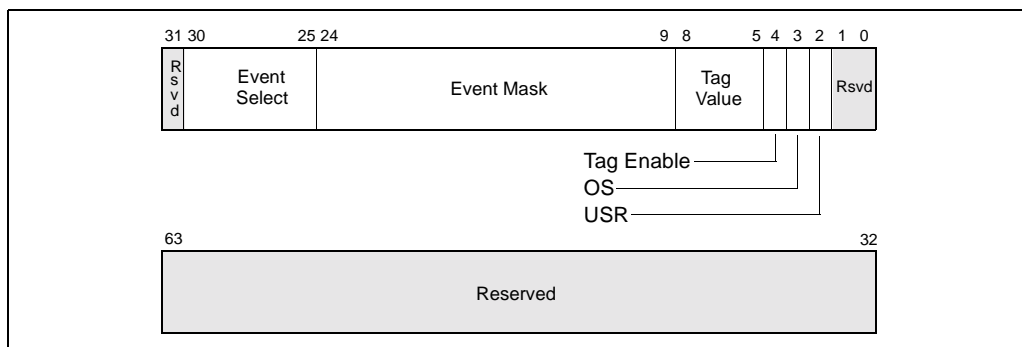 31 30 25 24 9 8 5 4 3 2 1 0
Rsvd
Event
Select
Event Mask
Tag
Value
Rsvd
Tag Enable
OS
USR
63 32
Reserved